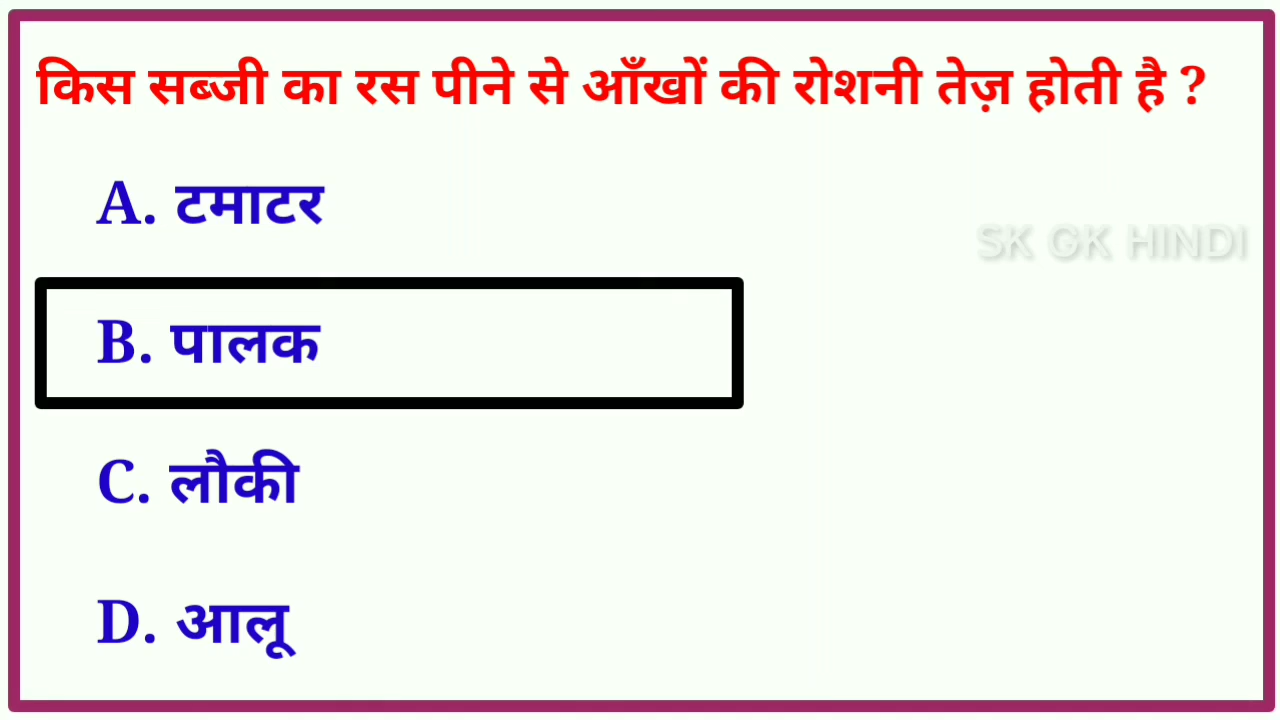 किस सब्जी का रस पीने से आँखों की रोशनी तेज़ होती है ?
A. टमाटर
SK GK HINDI
B. पालक
C. लौकी
D. आलू